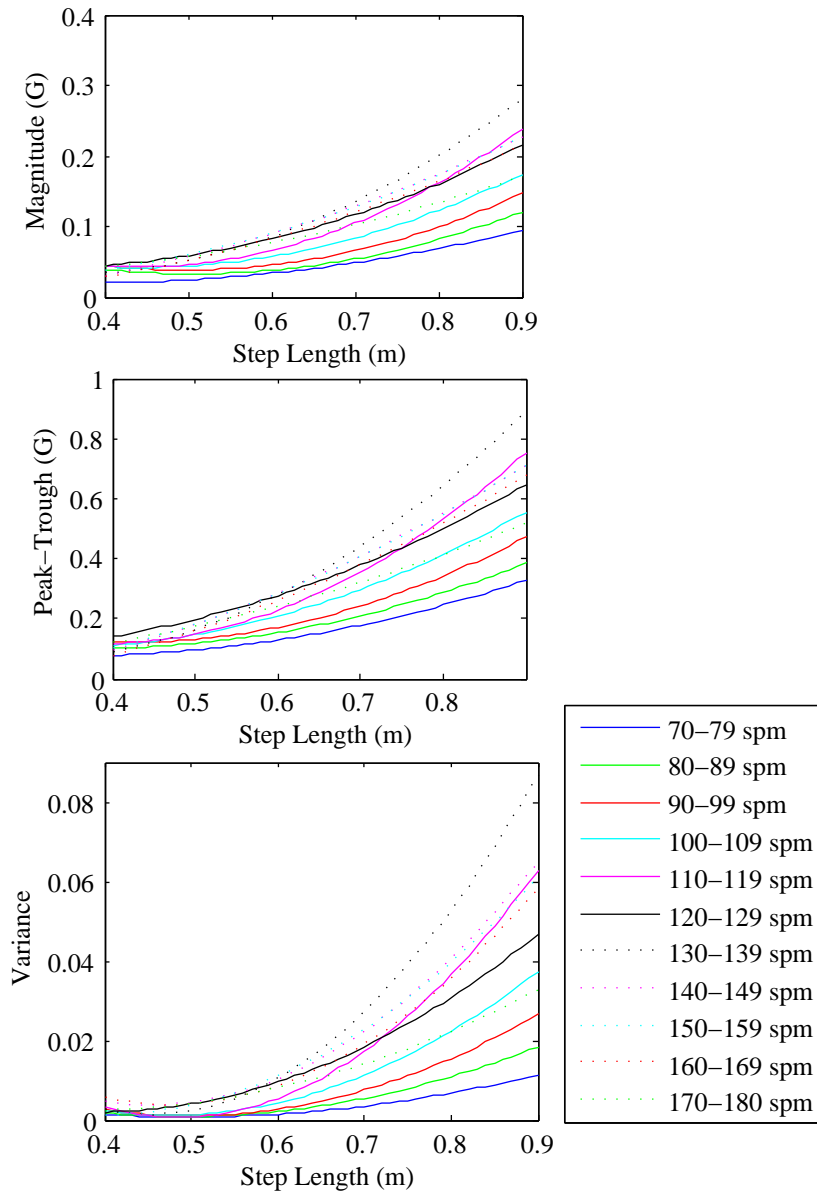 0.4
0.3
0.2
0.1
0
Magnitude (G)
0.4 0.5 0.6 0.7 0.8 0.9
Step Length (m)
1
0.8
0.6
0.4
0.2
0
Peak−Trough (G)
0.4 0.5 0.6 0.7 0.8
Step Length (m)
0.08
0.06
0.04
0.02
0
Variance
0.4 0.5 0.6 0.7 0.8 0.9
Step Length (m)
70−79 spm
80−89 spm
90−99 spm
100−109 spm
110−119 spm
120−129 spm
130−139 spm
140−149 spm
150−159 spm
160−169 spm
170−180 spm